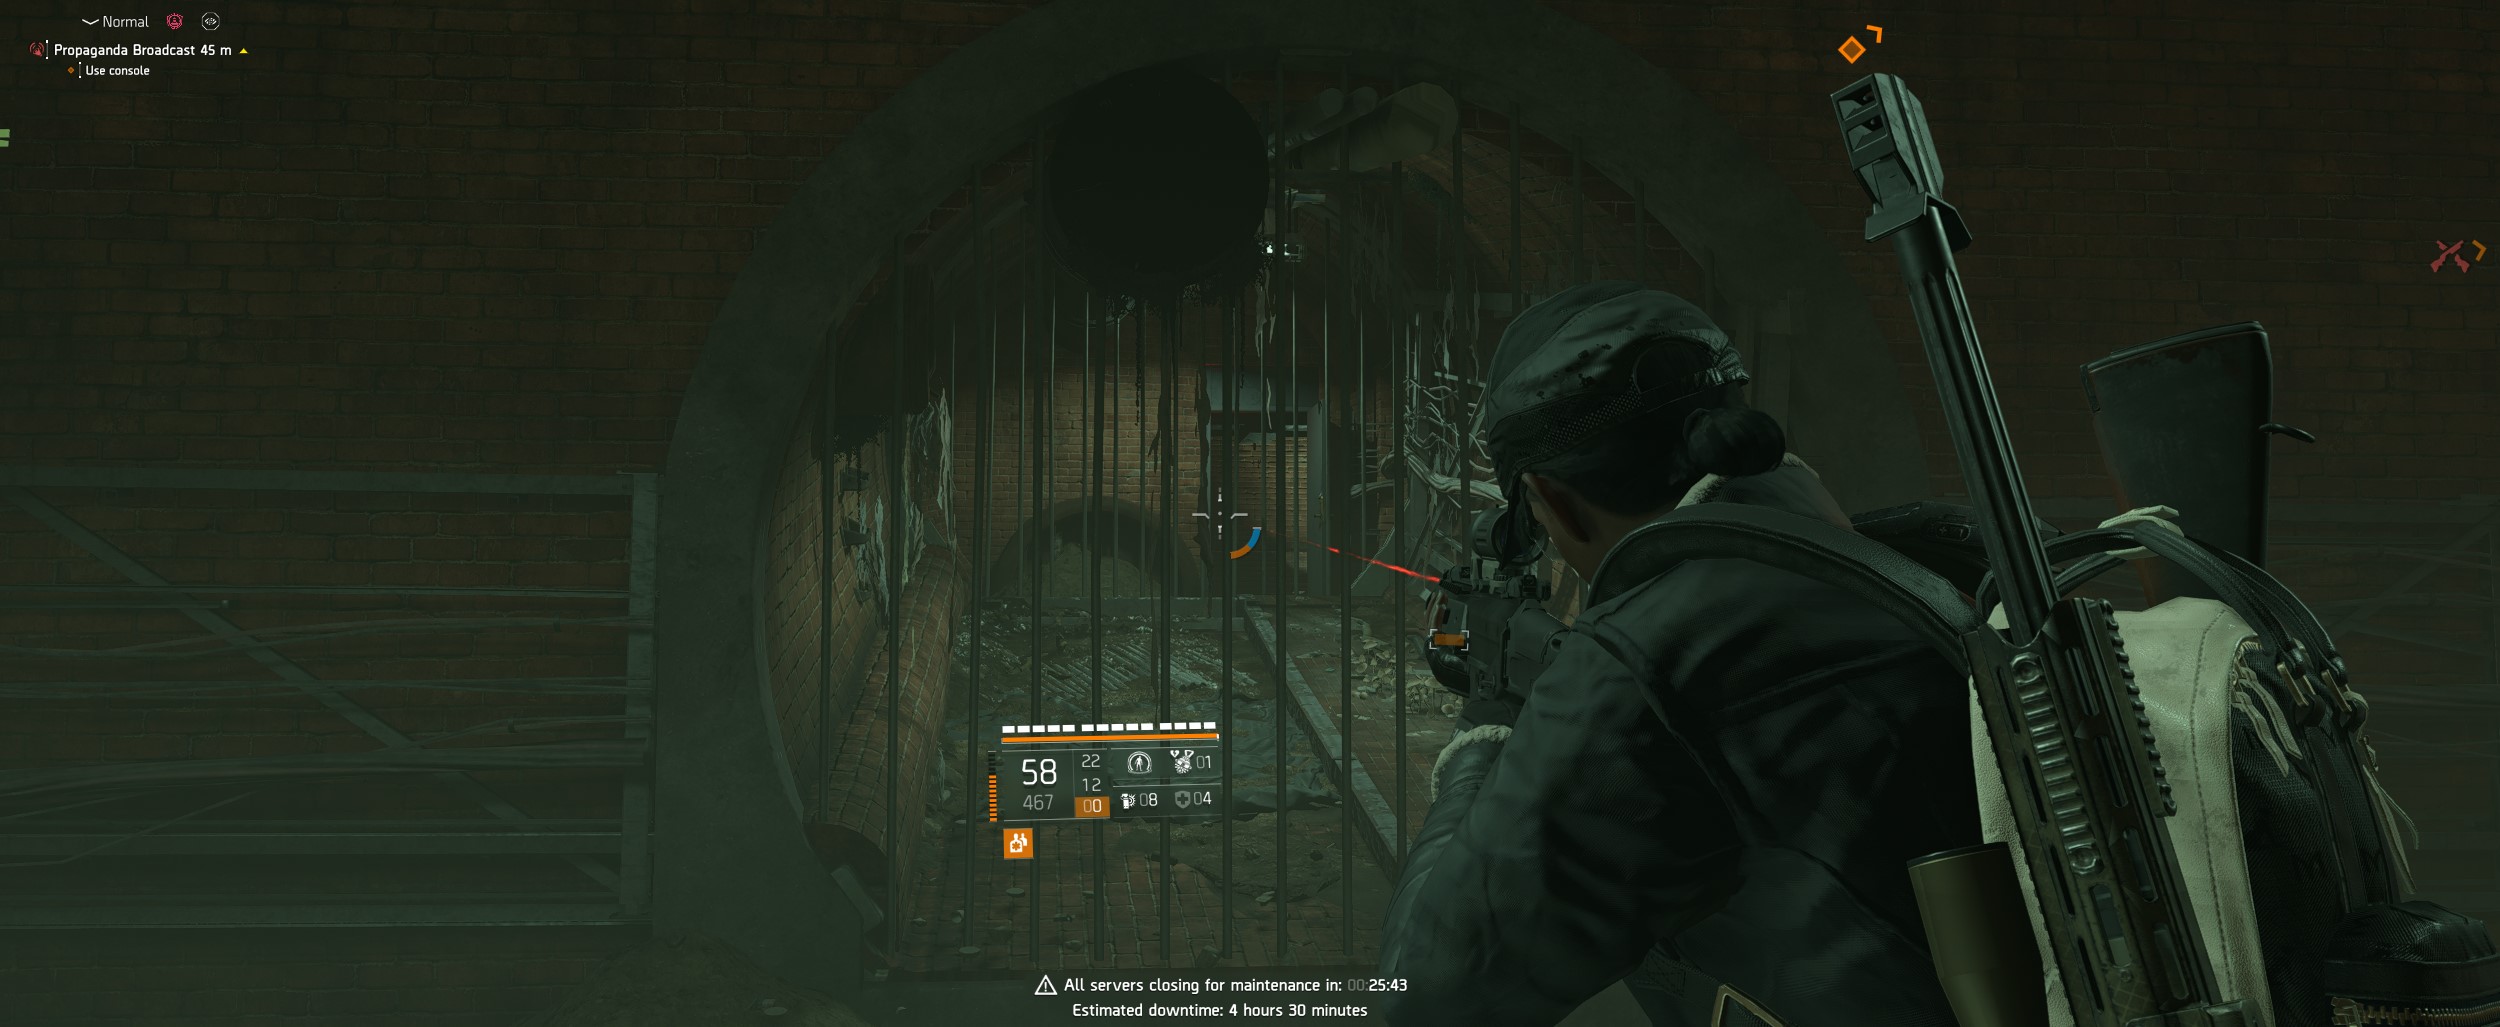 Normal
Propaganda Broadcast 45 m
Use console
58
467
22
12
00
01
08
04
All servers closing for maintenance in: 00:25:43
Estimated downtime: 4 hours 30 minutes